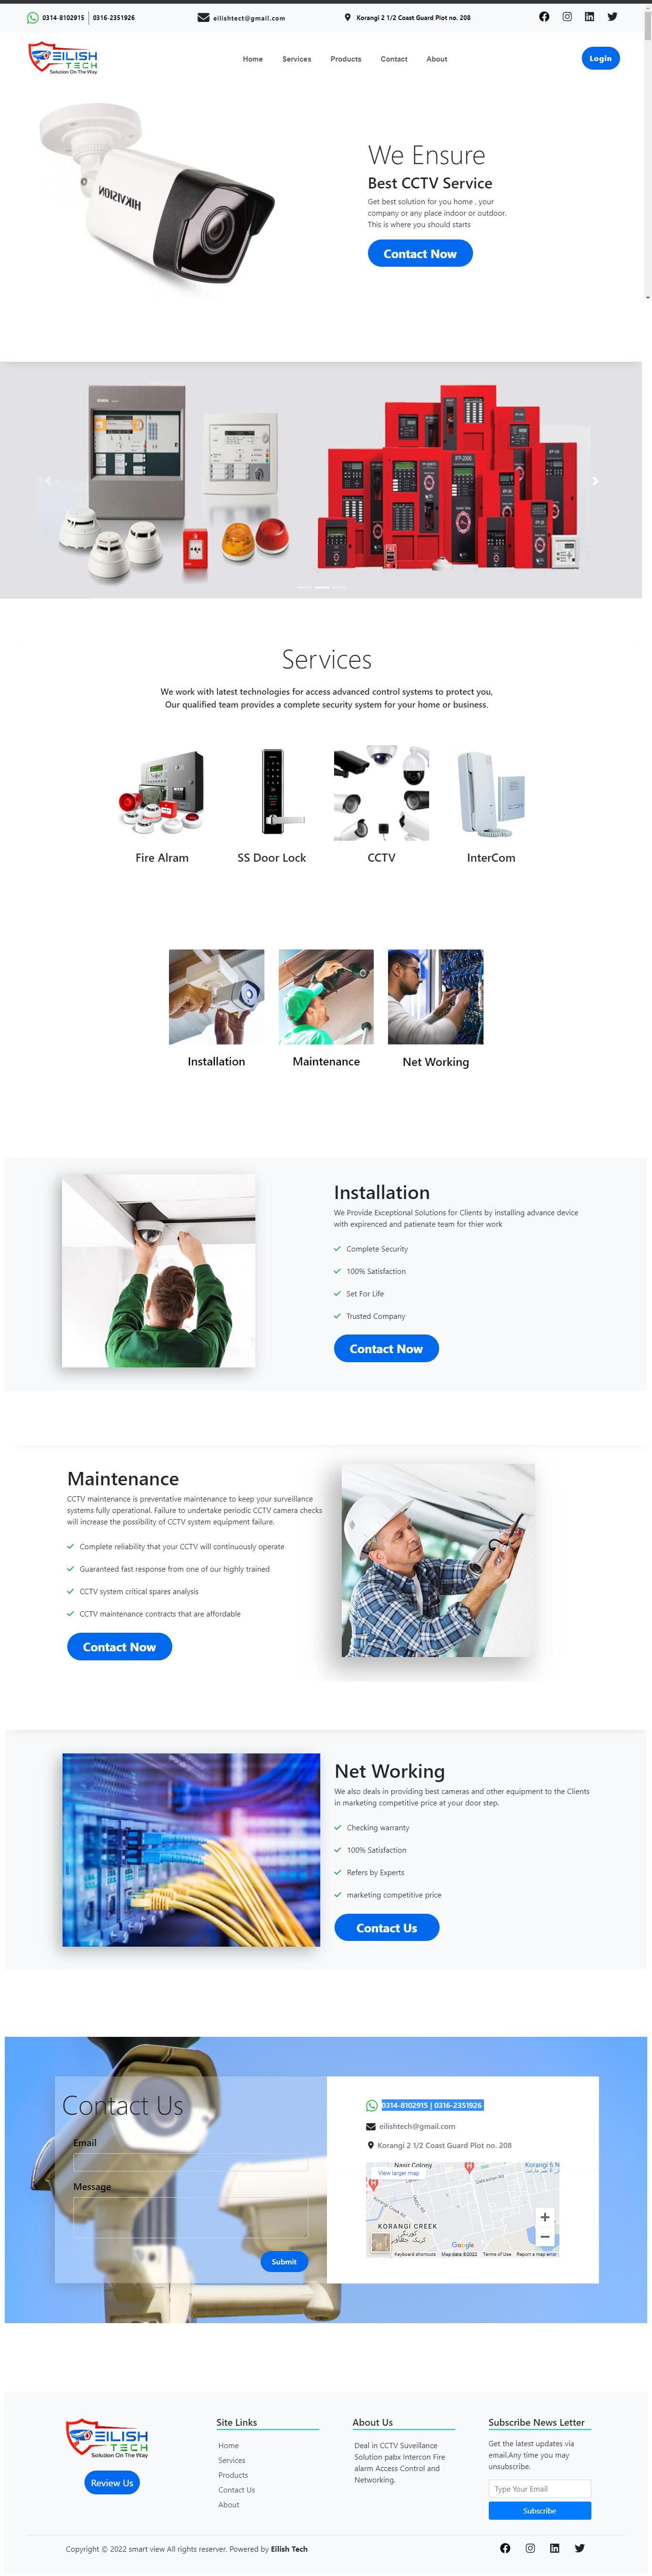 0314-8102915 | 0316-2351926
eilishtect@gmail.com
Korangi 2 1/2 Coast Guard Plot no. 208
EILISH
TECH
Solution On The Way
Home
Services
Products
Contact
About
Login
HIKVISION
We Ensure
Best CCTV Service
Get best solution for you home , your
company or any place indoor or outdoor.
This is where you should starts
Contact Now
Services
We work with latest technologies for access advanced control systems to protect you,
Our qualified team provides a complete security system for your home or business.
Fire Alram
SS Door Lock
CCTV
InterCom
Installation
Maintenance
Net Working
Installation
We Provide Exceptional Solutions for Clients by installing advance device
with expirenced and patienate team for thier work
Complete Security
100% Satisfaction
Set For Life
Trusted Company
Contact Now
Maintenance
CCTV maintenance is preventative maintenance to keep your surveillance
systems fully operational. Failure to undertake periodic CCTV camera checks
will increase the possibility of CCTV system equipment failure.
Complete reliability that your CCTV will continuously operate
Guaranteed fast response from one of our highly trained
CCTV system critical spares analysis
CCTV maintenance contracts that are affordable
Contact Now
Net Working
We also deals in providing best cameras and other equipment to the Clients
in marketing competitive price at your door step.
Checking warranty
100% Satisfaction
Refers by Experts
marketing competitive price
Contact Us
Contact Us
Email
Message
Submit
0314-8102915 | 0316-2351926
eilishtech@gmail.com
Korangi 2 1/2 Coast Guard Plot no. 208
Nasir Colony
View larger map
KORANGI CREEK
Google
Keyboard shortcuts
Map data ©2022
Terms of Use
Report a map error
EILISH
TECH
Solution On The Way
Review Us
Site Links
Home
Services
Products
Contact Us
About
About Us
Deal in CCTV Suveillance
Solution pabx Intercon Fire
alarm Access Control and
Networking.
Subscribe News Letter
Get the latest updates via
email.Any time you may
unsubscribe.
Type Your Email
Subscribe
Copyright © 2022 smart view All rights reserver. Powered by Eilish Tech